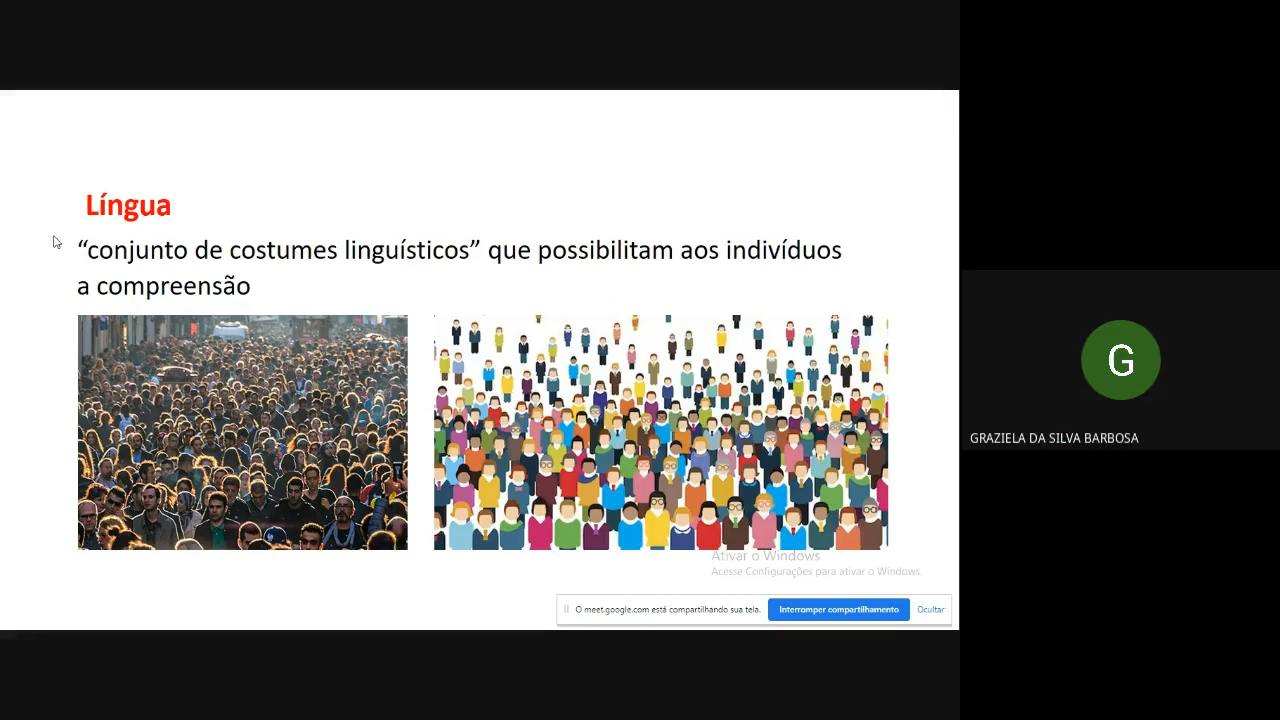 Língua
“conjunto de costumes linguísticos” que possibilitam aos indivíduos
a compreensão
Ativar o Windows
Acesse Configurações para ativar o Windows.
O meet.google.com está compartilhando sua tela.
Interromper compartilhamento
Ocultar
G
GRAZIELA DA SILVA BARBOSA